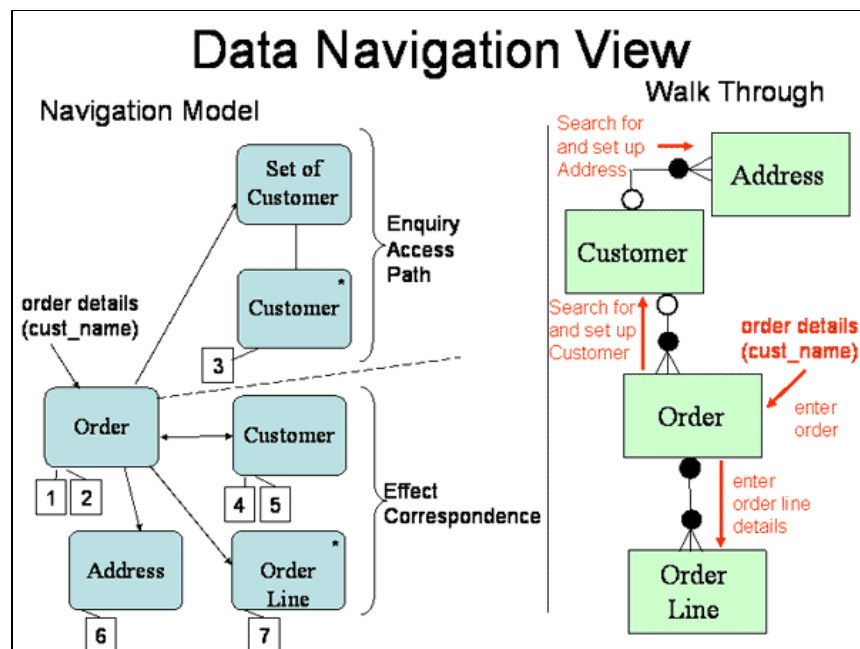 Data Navigation View
Navigation Model
Set of
Customer
Customer
*
3
Enquiry
Access
Path
order details
(cust_name)
Order
1
2
Customer
4
5
Effect
Correspondence
Address
6
*
Order
Line
7
Walk Through
Search for
and set up
Address
Address
Customer
Search for
and set up
Customer
order details
(cust_name)
Order
enter
order
enter
order line
details
Order
Line